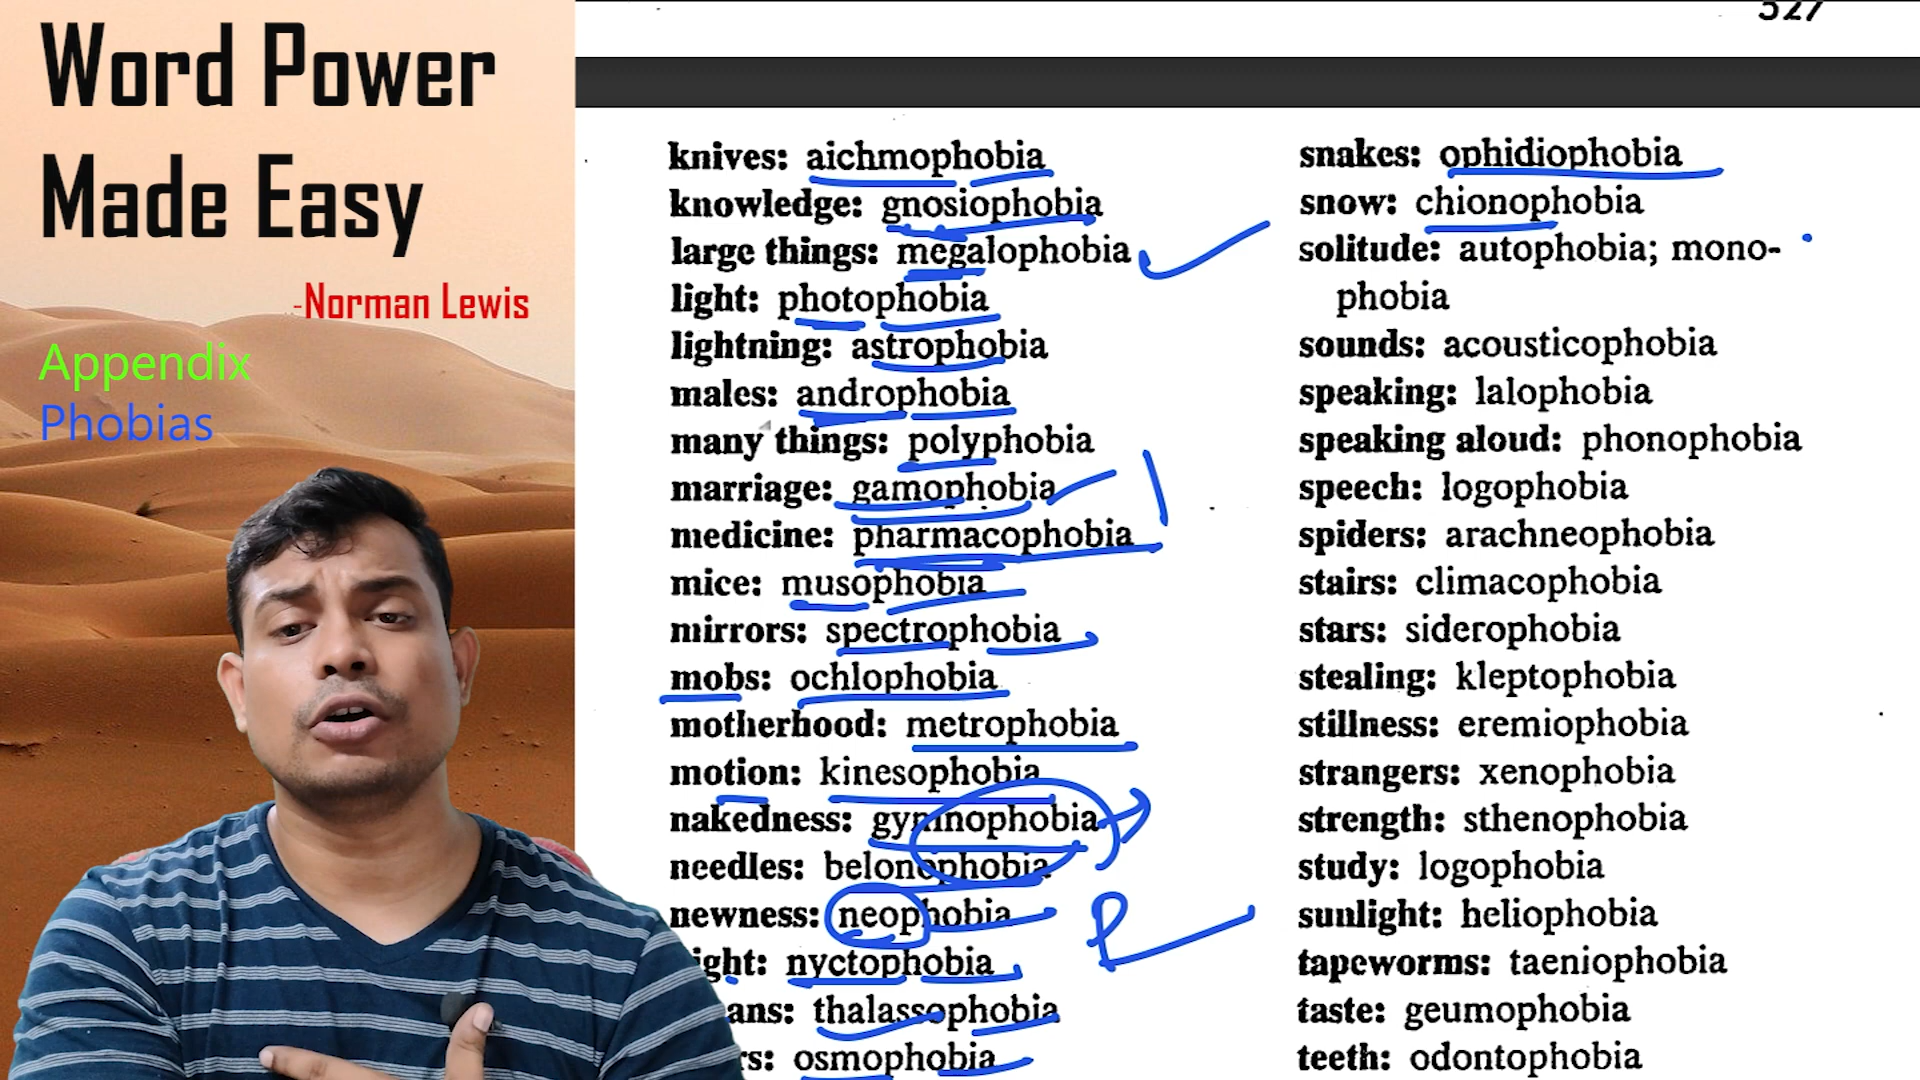 Word Power
Made Easy
-Norman Lewis
Appendix
Phobias
knives: aichmophobia
knowledge: gnosiophobia
large things: megalophobia
light: photophobia
lightning: astrophobia
males: androphobia
many things: polyphobia
marriage: gamophobia
medicine: pharmacophobia
mice: musophobia
mirrors: spectrophobia
mobs: ochlophobia
motherhood: metrophobia
motion: kinesophobia
nakedness: gymnophobia
needles: belonophobia
newness: neophobia
ight: nyctophobia
ans: thalassophobia
rs: osmophobia
snakes: ophidiophobia
snow: chionophobia
solitude: autophobia; mono-
phobia
sounds: acousticophobia
speaking: lalophobia
speaking aloud: phonophobia
speech: logophobia
spiders: arachneophobia
stairs: climacophobia
stars: siderophobia
stealing: kleptophobia
stillness: eremiophobia
strangers: xenophobia
strength: sthenophobia
study: logophobia
sunlight: heliophobia
tapeworms: taeniophobia
taste: geumophobia
teeth: odontophobia